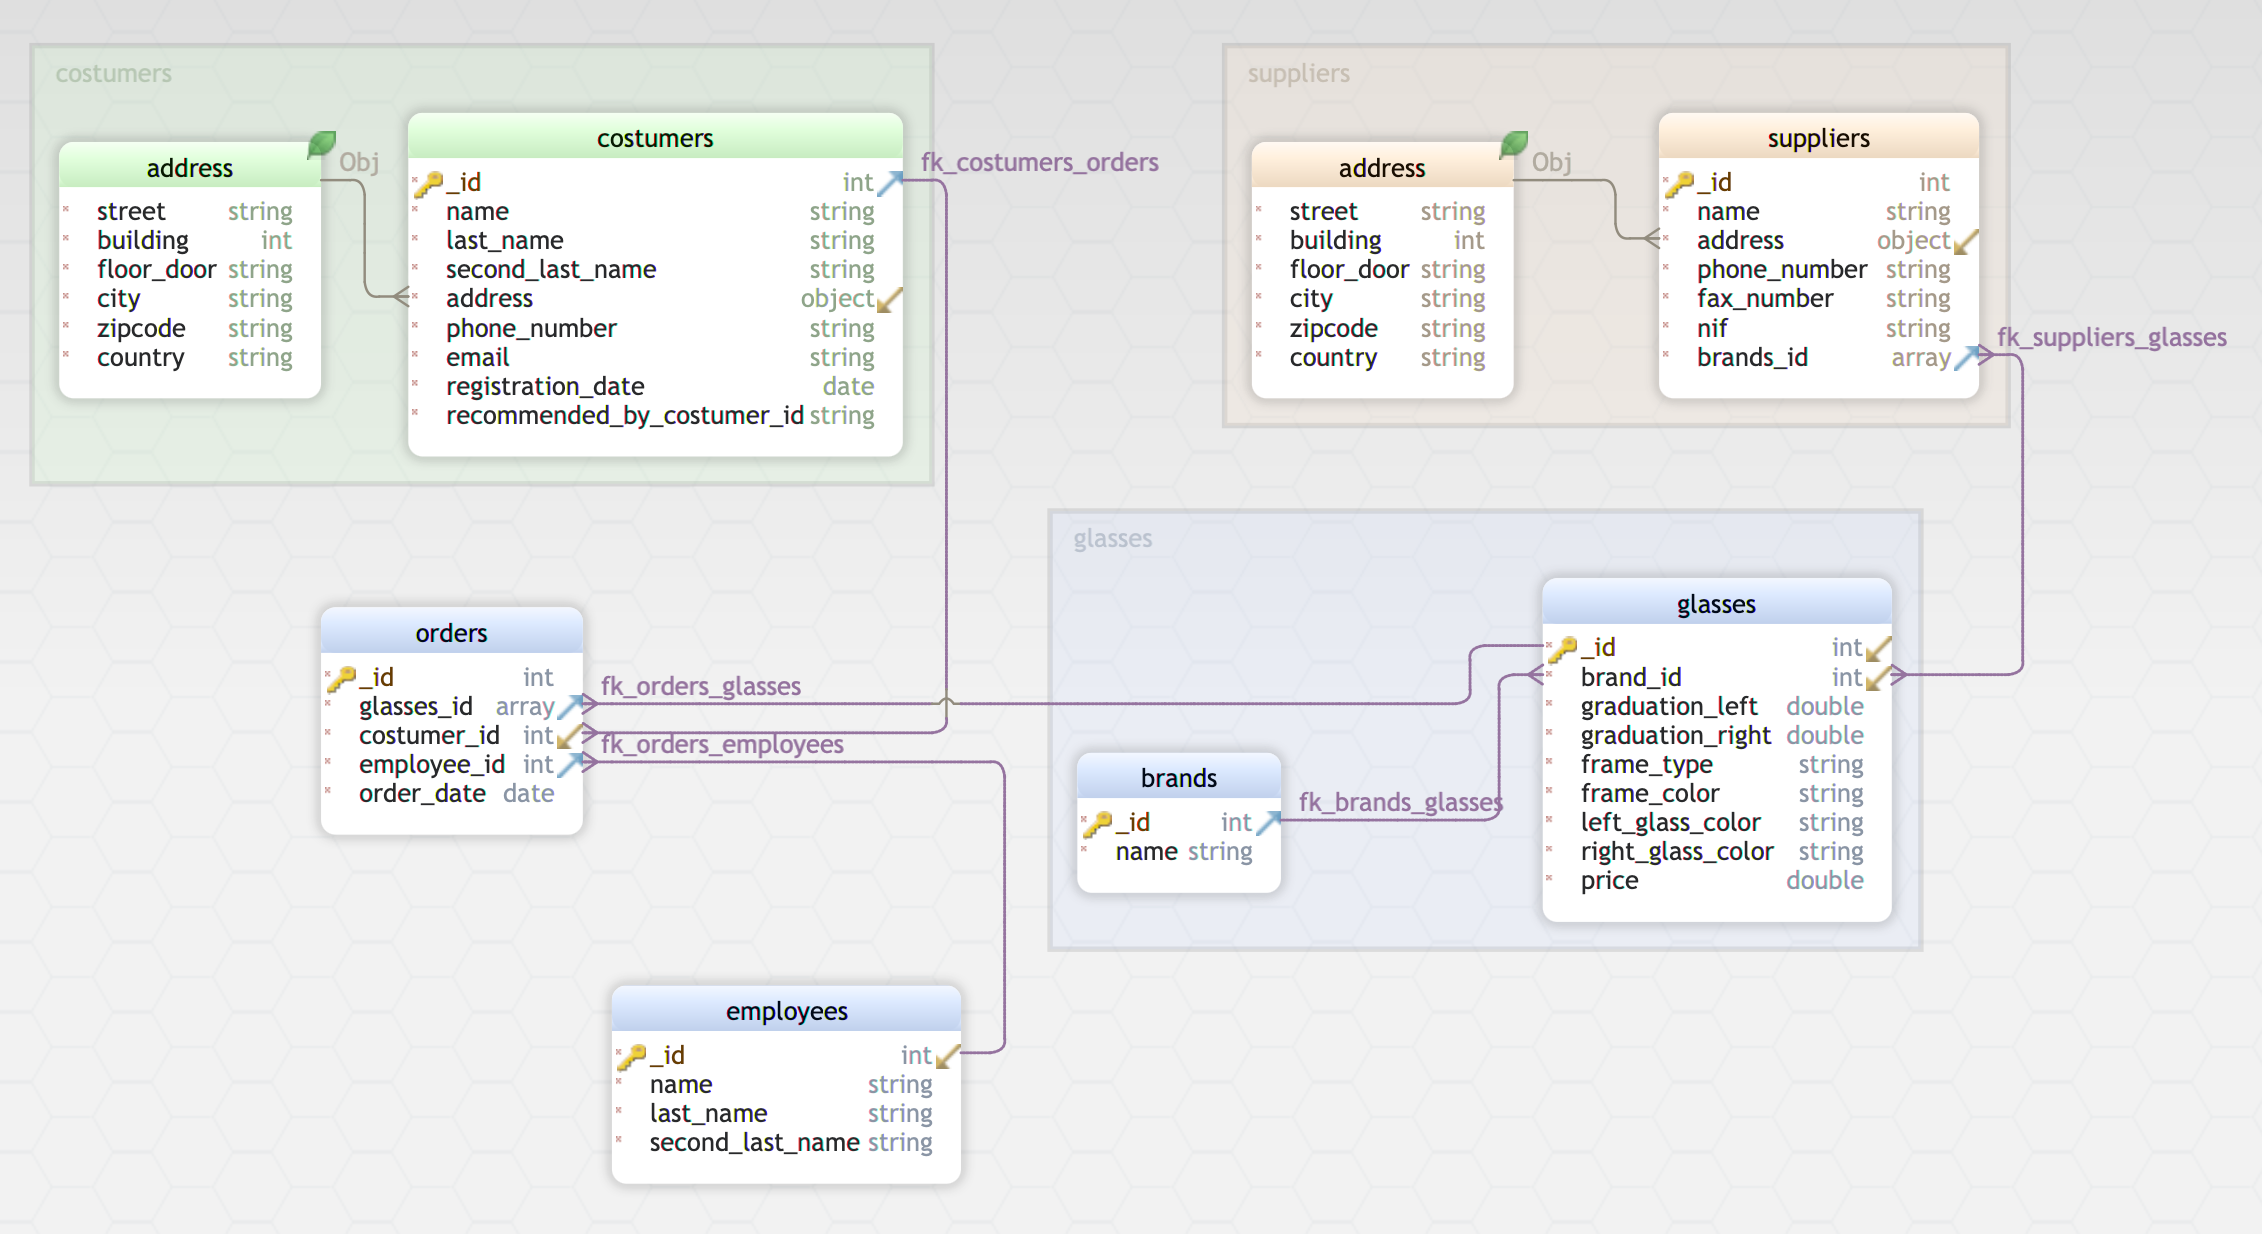 costumers
address
street string
building int
floor_door string
city string
zipcode string
country string
Obj
costumers
_id int
name string
last_name string
second_last_name string
address object
phone_number string
email string
registration_date date
recommended_by_costumer_id string
fk_costumers_orders
suppliers
address
street string
building int
floor_door string
city string
zipcode string
country string
Obj
suppliers
_id int
name string
address object
phone_number string
fax_number string
nif string
brands_id array
fk_suppliers_glasses
orders
_id int
glasses_id array
costumer_id int
employee_id int
order_date date
fk_orders_glasses
fk_orders_employees
glasses
brands
_id int
name string
fk_brands_glasses
glasses
_id int
brand_id int
graduation_left double
graduation_right double
frame_type string
frame_color string
left_glass_color string
right_glass_color string
price double
employees
_id int
name string
last_name string
second_last_name string